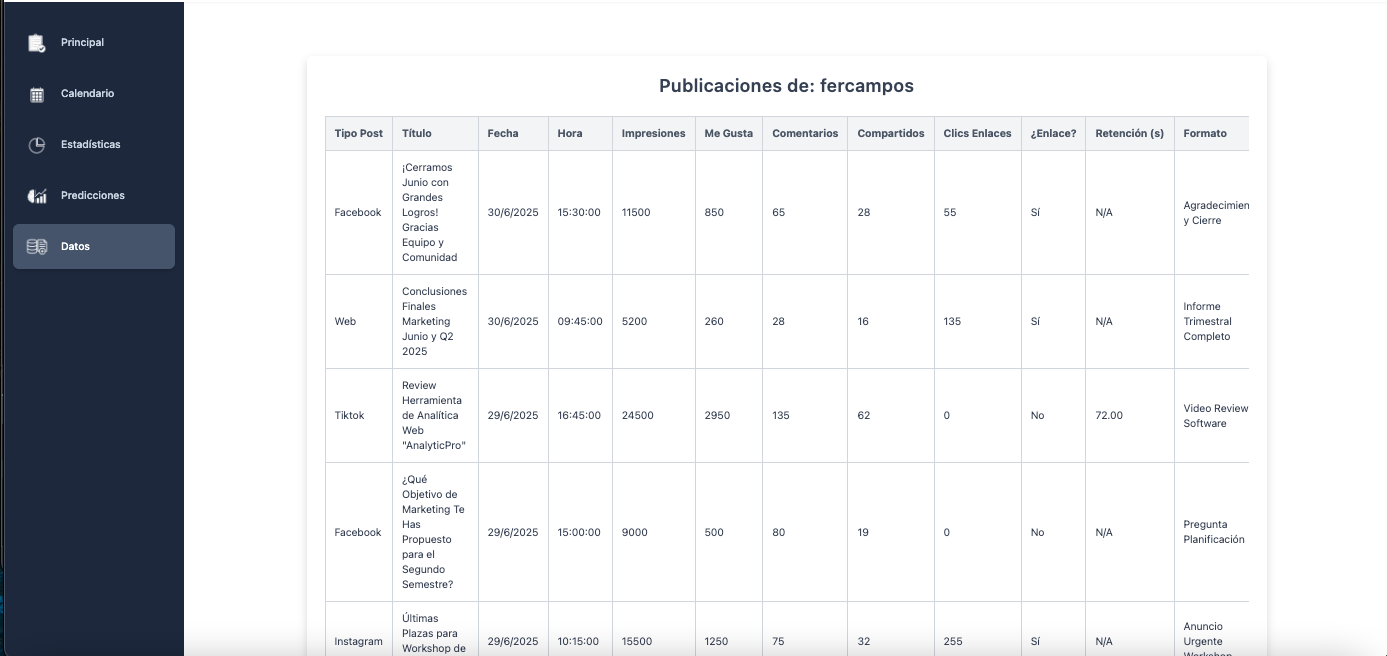 Principal
Calendario
Estadísticas
Predicciones
Datos
Publicaciones de: fercampos
Tipo Post Título Fecha Hora Impresiones Me Gusta Comentarios Compartidos Clics Enlaces ¿Enlace? Retención (s) Formato
Facebook
¡Cerramos
Junio con
Grandes
Logros!
Gracias
Equipo y
Comunidad
30/6/2025 15:30:00 11500 850 65 28 55 Sí N/A
Agradecimien
y Cierre
Web
Conclusiones
Finales
Marketing
Junio y Q2
2025
30/6/2025 09:45:00 5200 260 28 16 135 Sí N/A
Informe
Trimestral
Completo
Tiktok
Review
Herramienta
de Analítica
Web
"AnalyticPro"
29/6/2025 16:45:00 24500 2950 135 62 0 No 72.00
Video Review
Software
Facebook
¿Qué
Objetivo de
Marketing Te
Has
Propuesto
para el
Segundo
Semestre?
29/6/2025 15:00:00 9000 500 80 19 0 No N/A
Pregunta
Planificación
Instagram
Últimas
Plazas para
Workshop de
29/6/2025 10:15:00 15500 1250 75 32 255 Sí N/A
Anuncio
Urgente
Workshop